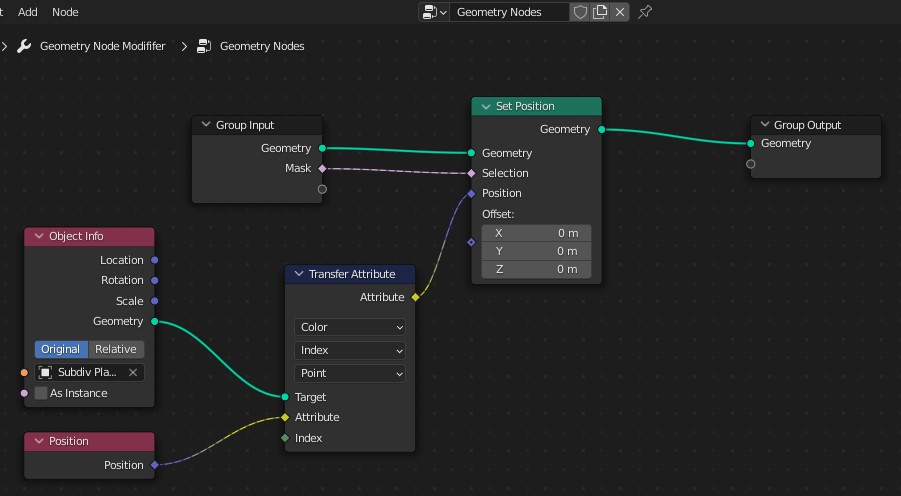 t Add Node
Geometry Nodes
Geometry Node Modififer
Geometry Nodes
Group Input
Geometry
Mask
Set Position
Geometry
Geometry
Selection
Position
Offset:
X 0 m
Y 0 m
Z 0 m
Group Output
Geometry
Object Info
Location
Rotation
Scale
Geometry
Original Relative
Subdiv Pla...
As Instance
Transfer Attribute
Attribute
Color
Index
Point
Target
Attribute
Index
Position
Position